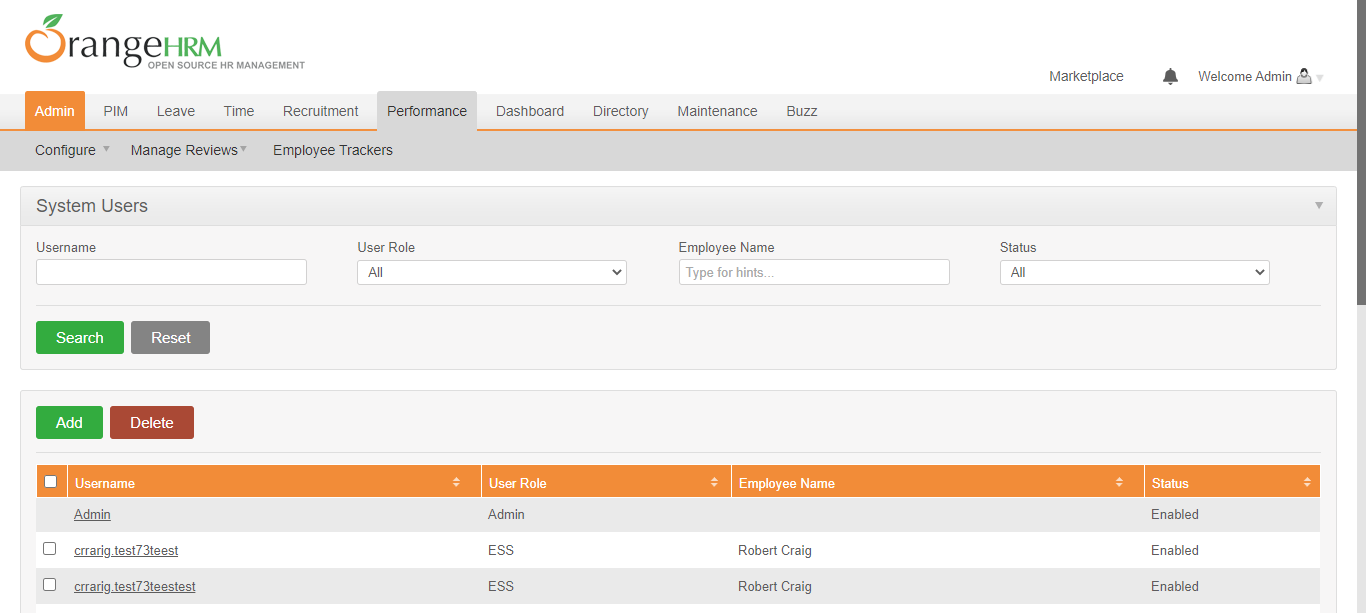 OrangeHRM
OPEN SOURCE HR MANAGEMENT
Marketplace Welcome Admin
Admin PIM Leave Time Recruitment Performance Dashboard Directory Maintenance Buzz
Configure Manage Reviews Employee Trackers
System Users
Username User Role Employee Name Status
All Type for hints... All
Search Reset
Add Delete
Username User Role Employee Name Status
Admin Admin Enabled
crrarig.test73teest ESS Robert Craig Enabled
crrarig.test73teestest ESS Robert Craig Enabled